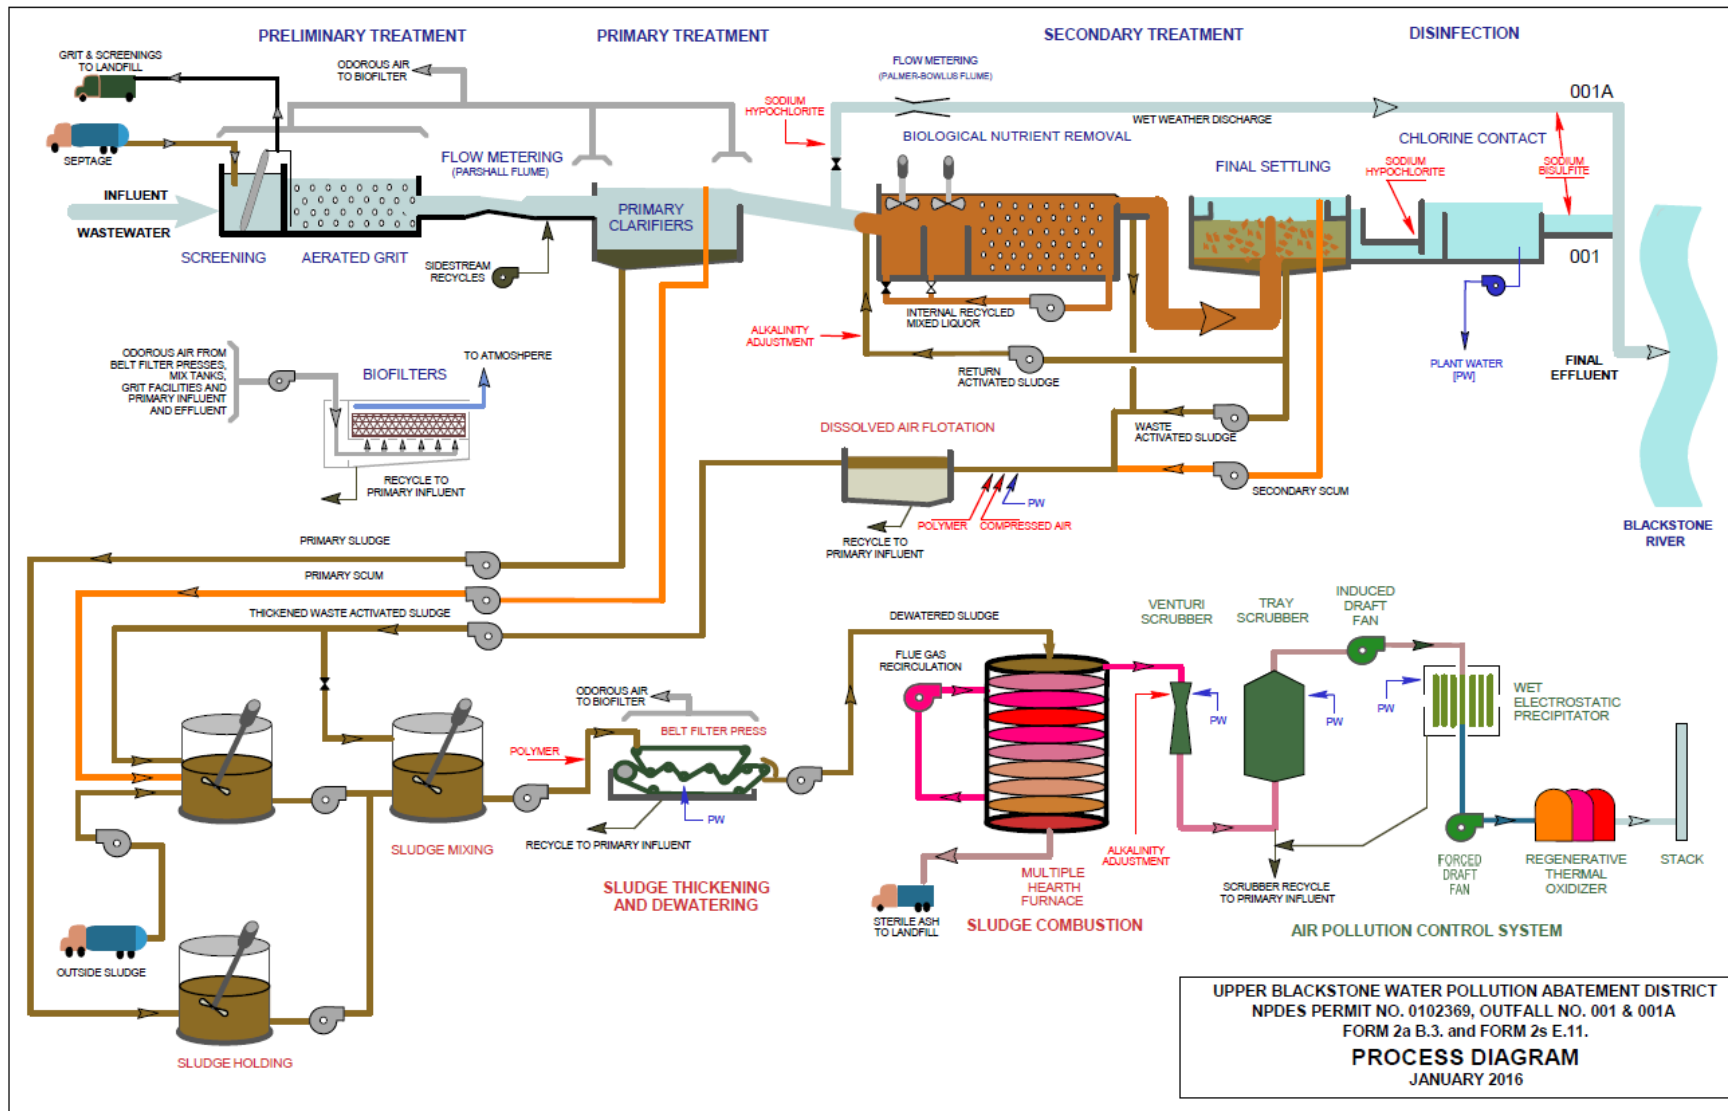 PRELIMINARY TREATMENT
PRIMARY TREATMENT
SECONDARY TREATMENT
DISINFECTION
GRIT & SCREENINGS
TO LANDFILL
ODOROUS AIR
TO BIOFILTER
FLOW METERING
(PALMER-BOWLUS FLUME)
001A
SODIUM
HYPOCHLORITE
WET WEATHER DISCHARGE
SEPTAGE
FLOW METERING
(PARSHALL FLUME)
BIOLOGICAL NUTRIENT REMOVAL
CHLORINE CONTACT
FINAL SETTLING
SODIUM
HYPOCHLORITE
SODIUM
BISULFITE
INFLUENT
WASTEWATER
PRIMARY
CLARIFIERS
SCREENING
AERATED GRIT
SIDESTREAM
RECYCLES
001
INTERNAL RECYCLED
MIXED LIQUOR
ALKALINITY
ADJUSTMENT
RETURN
ACTIVATED SLUDGE
PLANT WATER
[PW]
FINAL
EFFLUENT
ODOROUS AIR FROM
BELT FILTER PRESSES,
MIX TANKS,
GRIT FACILITIES AND
PRIMARY INFLUENT
AND EFFLUENT
TO ATMOSHPERE
BIOFILTERS
RECYCLE TO
PRIMARY INFLUENT
DISSOLVED AIR FLOTATION
WASTE
ACTIVATED SLUDGE
SECONDARY SCUM
PW
POLYMER
COMPRESSED AIR
RECYCLE TO
PRIMARY INFLUENT
BLACKSTONE
RIVER
PRIMARY SLUDGE
PRIMARY SCUM
THICKENED WASTE ACTIVATED SLUDGE
DEWATERED SLUDGE
FLUE GAS
RECIRCULATION
VENTURI
SCRUBBER
TRAY
SCRUBBER
INDUCED
DRAFT
FAN
ODOROUS AIR
TO BIOFILTER
BELT FILTER PRESS
POLYMER
PW
PW
PW
PW
WET
ELECTROSTATIC
PRECIPITATOR
RECYCLE TO PRIMARY INFLUENT
SLUDGE MIXING
SLUDGE THICKENING
AND DEWATERING
ALKALINITY
ADJUSTMENT
MULTIPLE
HEARTH
FURNACE
SCRUBBER RECYCLE
TO PRIMARY INFLUENT
FORCED
DRAFT
FAN
REGENERATIVE
THERMAL
OXIDIZER
STACK
STERILE ASH
TO LANDFILL
SLUDGE COMBUSTION
AIR POLLUTION CONTROL SYSTEM
OUTSIDE SLUDGE
SLUDGE HOLDING
UPPER BLACKSTONE WATER POLLUTION ABATEMENT DISTRICT
NPDES PERMIT NO. 0102369, OUTFALL NO. 001 & 001A
FORM 2a B.3. and FORM 2s E.11.
PROCESS DIAGRAM
JANUARY 2016